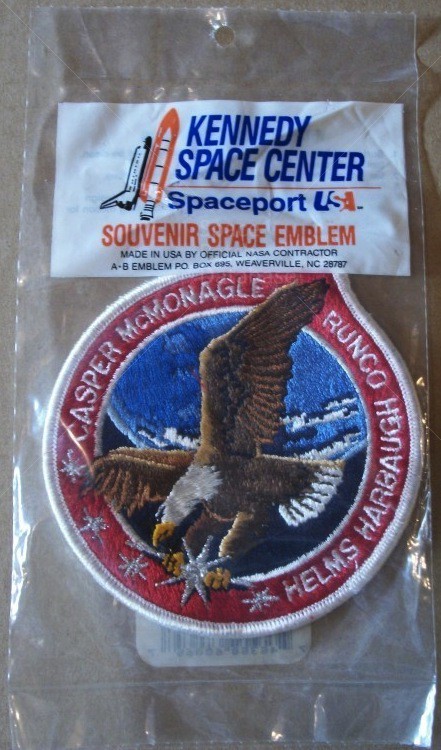 KENNEDY
SPACE CENTER
Spaceport USA
SOUVENIR SPACE EMBLEM
MADE IN USA BY OFFICIAL NASA CONTRACTOR
A-B EMBLEM P.O. BOX 695, WEAVERVILLE, NC 28787
CASPER McMONAGLE
RUNCO HARBAUGH
HELMS